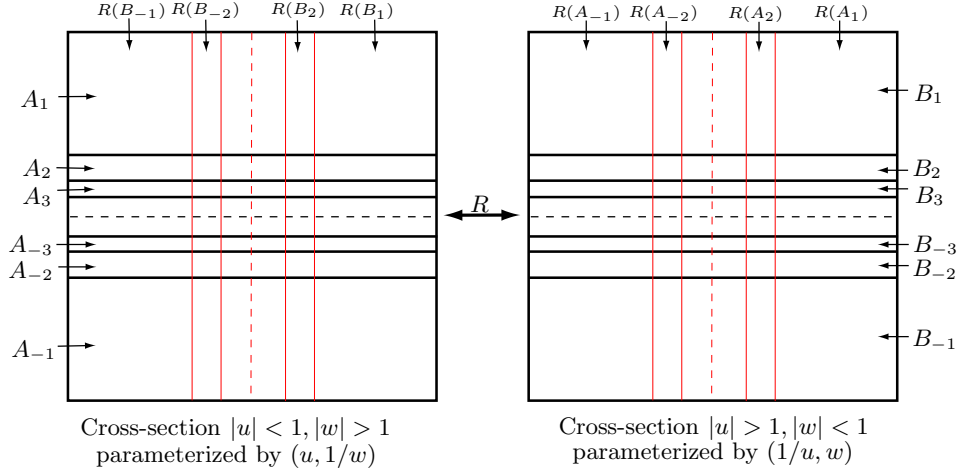 R(B₋₁) R(B₋₂) R(B₂) R(B₁)
R(A₋₁) R(A₋₂) R(A₂) R(A₁)
A₁
A₂
A₃
A₋₃
A₋₂
A₋₁
R
B₁
B₂
B₃
B₋₃
B₋₂
B₋₁
Cross-section |u| < 1, |w| > 1
parameterized by (u, 1/w)
Cross-section |u| > 1, |w| < 1
parameterized by (1/u, w)